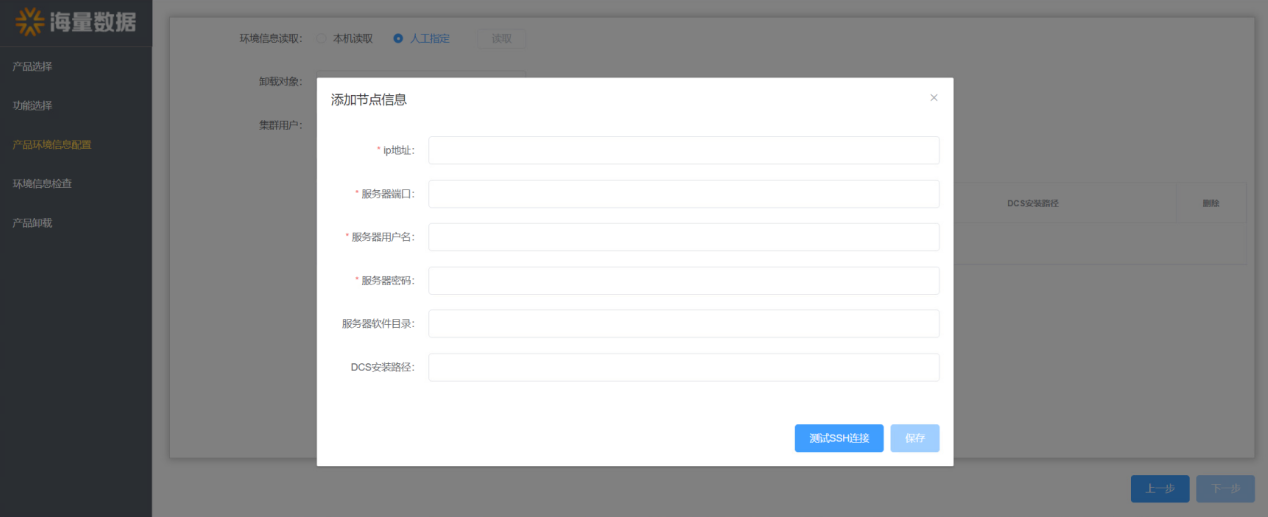 海量数据
产品选择
功能选择
产品环境信息配置
环境信息检查
产品卸载
环境信息读取: 本机读取 人工指定 读取
卸载对象:
集群用户:
DCS安装路径 删除
添加节点信息 ×
* ip地址:
* 服务器端口:
* 服务器用户名:
* 服务器密码:
服务器软件目录:
DCS安装路径:
测试SSH连接 保存
上一步 下一步